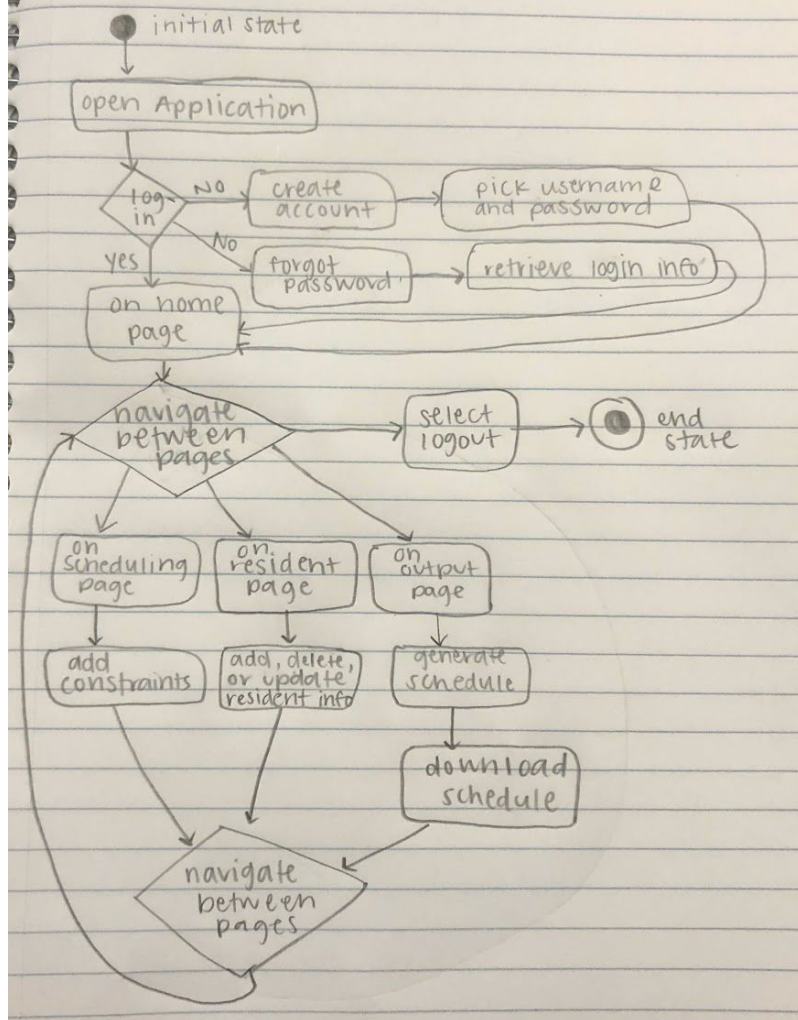 initial state
open Application
log-
in
NO
create
account
pick username
and password
No
yes
forgot
password
retrieve login info
on home
page
navigate
between
pages
select
logout
end
state
on
scheduling
page
on
resident
page
on
output
page
add
constraints
add, delete,
or update
resident info
generate
schedule
download
schedule
navigate
between
pages